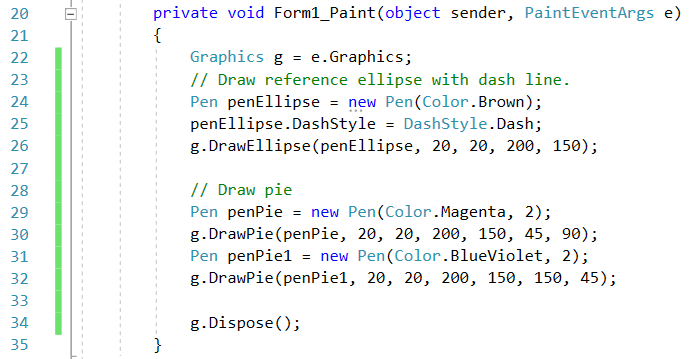 20 private void Form1_Paint(object sender, PaintEventArgs e)
21 {
22 Graphics g = e.Graphics;
23 // Draw reference ellipse with dash line.
24 Pen penEllipse = new Pen(Color.Brown);
25 penEllipse.DashStyle = DashStyle.Dash;
26 g.DrawEllipse(penEllipse, 20, 20, 200, 150);
27
28 // Draw pie
29 Pen penPie = new Pen(Color.Magenta, 2);
30 g.DrawPie(penPie, 20, 20, 200, 150, 45, 90);
31 Pen penPie1 = new Pen(Color.BlueViolet, 2);
32 g.DrawPie(penPie1, 20, 20, 200, 150, 150, 45);
33
34 g.Dispose();
35 }